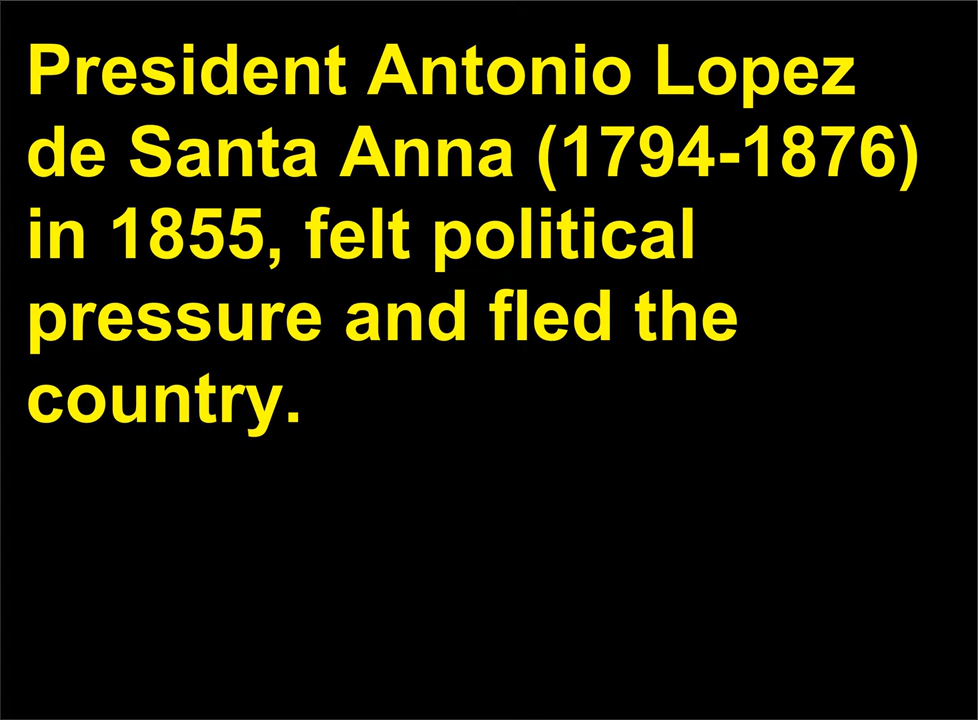 President Antonio Lopez
de Santa Anna (1794-1876)
in 1855, felt political
pressure and fled the
country.